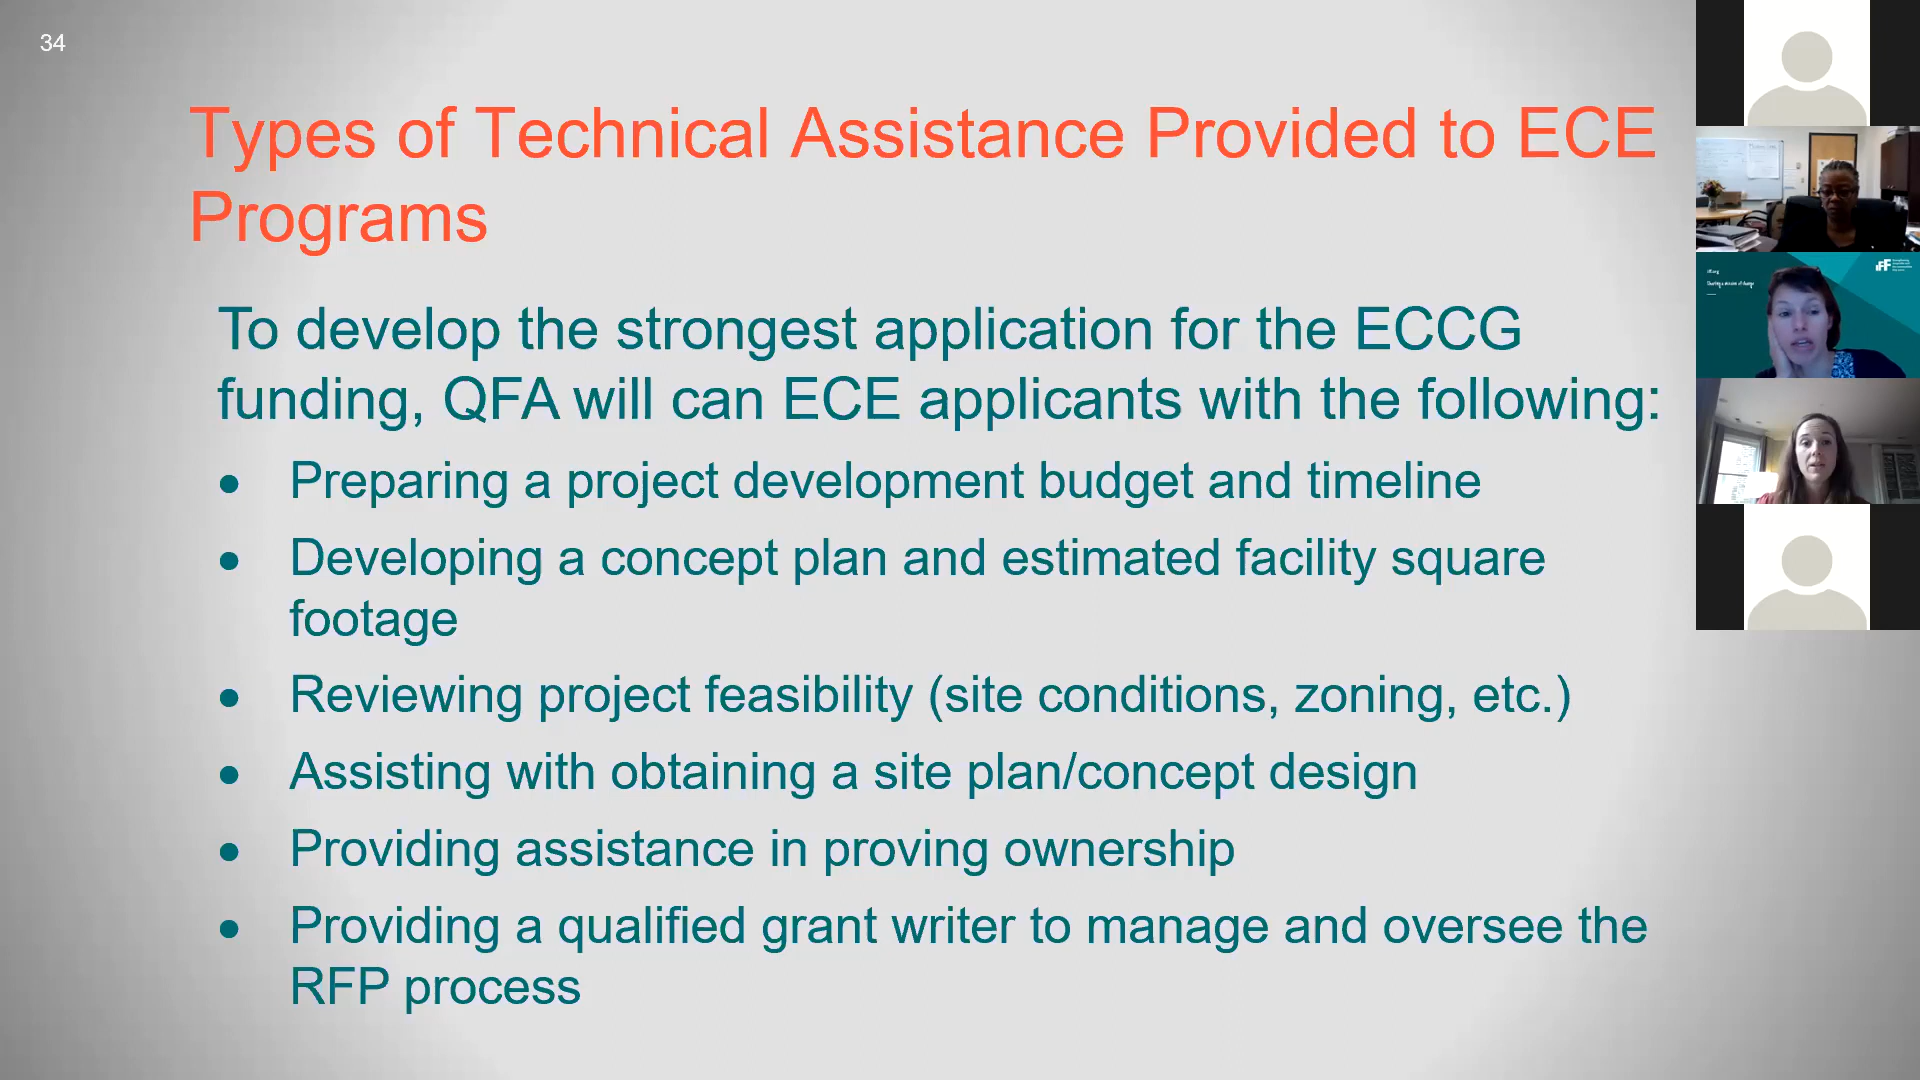 34
Types of Technical Assistance Provided to ECE
Programs
To develop the strongest application for the ECCG
funding, QFA will can ECE applicants with the following:
• Preparing a project development budget and timeline
• Developing a concept plan and estimated facility square
footage
• Reviewing project feasibility (site conditions, zoning, etc.)
• Assisting with obtaining a site plan/concept design
• Providing assistance in proving ownership
• Providing a qualified grant writer to manage and oversee the
RFP process
IFF